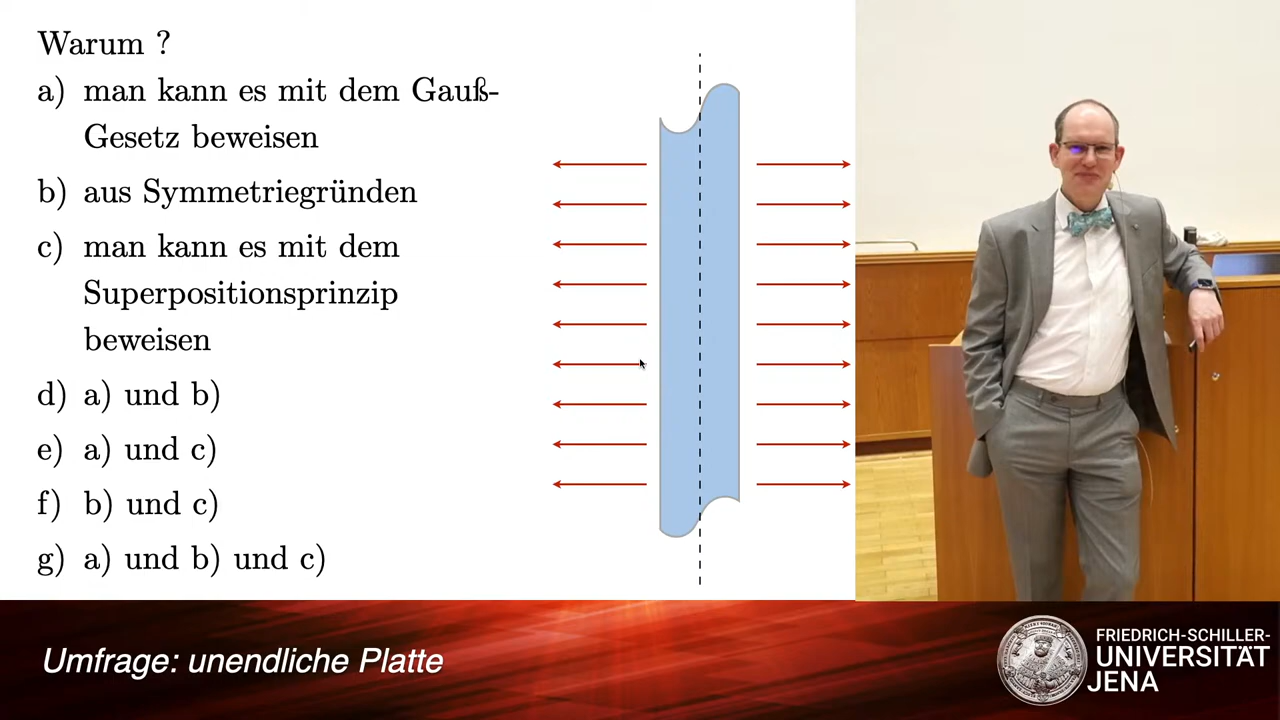 Warum ?
a) man kann es mit dem Gauß-
Gesetz beweisen
b) aus Symmetriegründen
c) man kann es mit dem
Superpositionsprinzip
beweisen
d) a) und b)
e) a) und c)
f) b) und c)
g) a) und b) und c)
Umfrage: unendliche Platte
FRIEDRICH-SCHILLER-
UNIVERSITÄT
JENA